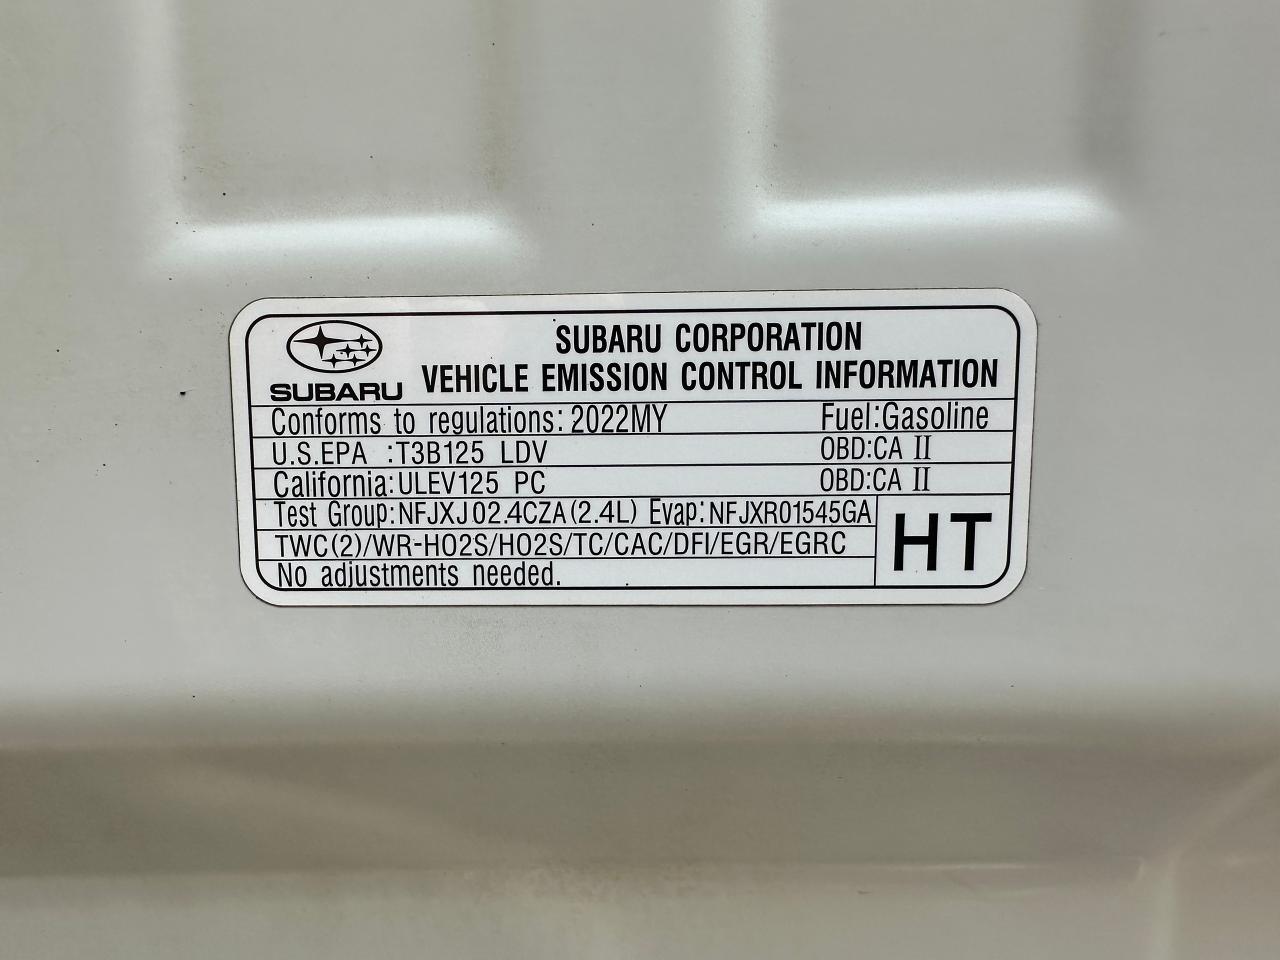 SUBARU
SUBARU CORPORATION
VEHICLE EMISSION CONTROL INFORMATION
Conforms to regulations: 2022MY Fuel:Gasoline
U.S.EPA :T3B125 LDV OBD:CA II
California:ULEV125 PC OBD:CA II
Test Group:NFJXJ02.4CZA(2.4L) Evap:NFJXR01545GA
TWC(2)/WR-HO2S/HO2S/TC/CAC/DFI/EGR/EGRC
No adjustments needed.
HT